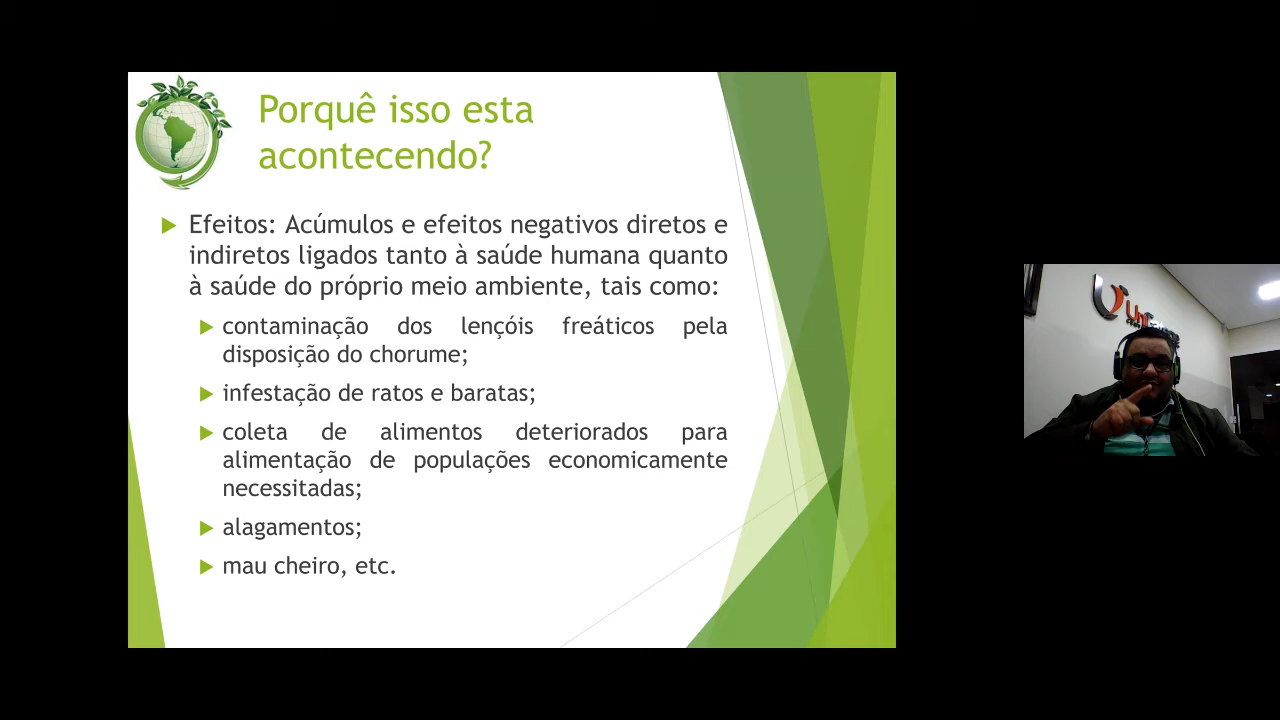 Porquê isso esta
acontecendo?
Efeitos: Acúmulos e efeitos negativos diretos e
indiretos ligados tanto à saúde humana quanto
à saúde do próprio meio ambiente, tais como:
contaminação dos lençóis freáticos pela
disposição do chorume;
infestação de ratos e baratas;
coleta de alimentos deteriorados para
alimentação de populações economicamente
necessitadas;
alagamentos;
mau cheiro, etc.